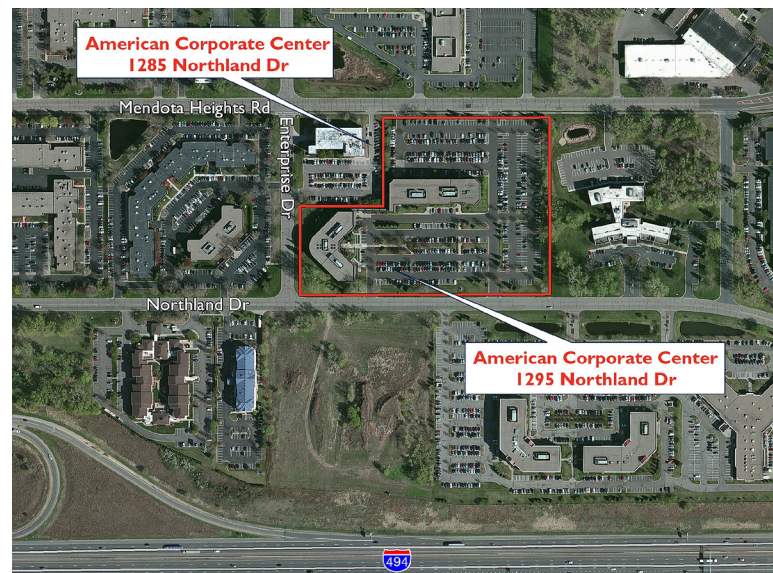 American Corporate Center
1285 Northland Dr
Mendota Heights Rd
Enterprise Dr
Northland Dr
American Corporate Center
1295 Northland Dr
494